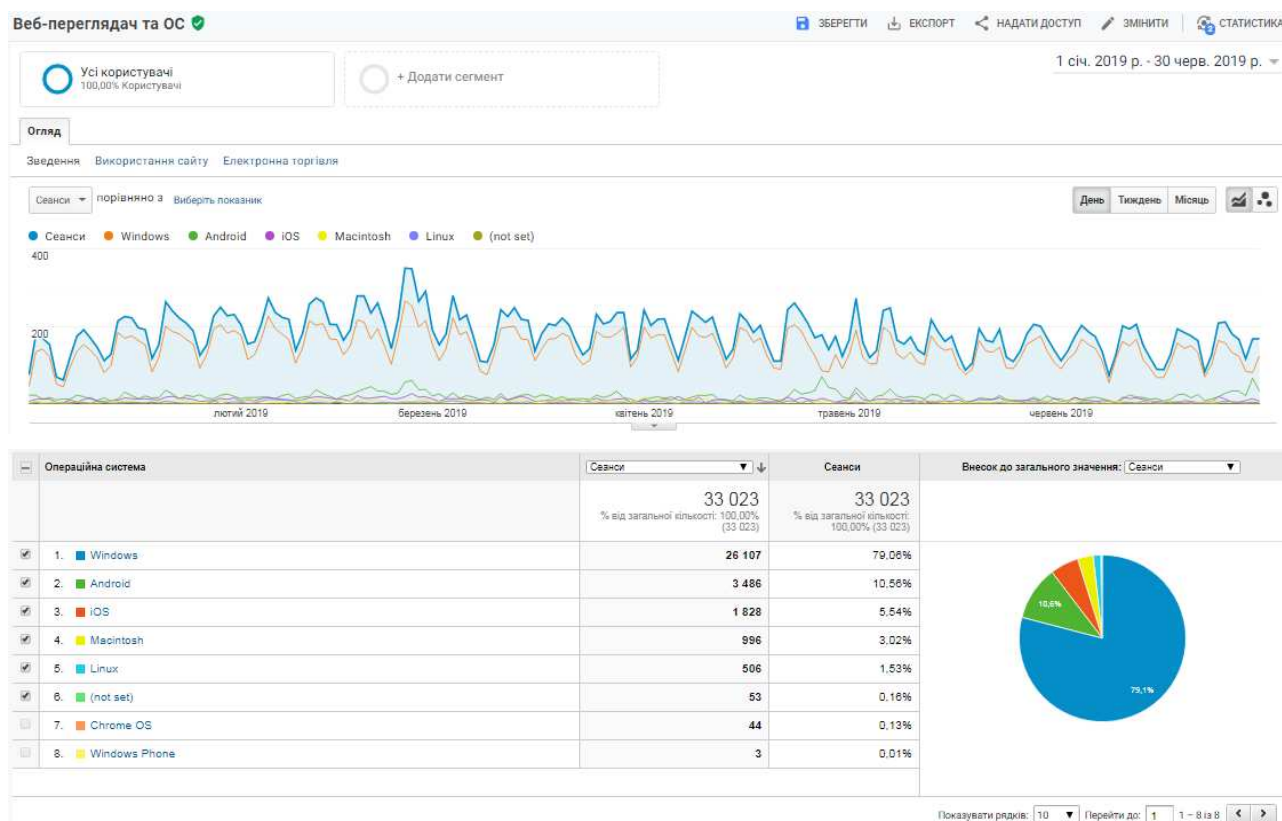 Веб-переглядач та ОС
ЗБЕРЕГТИ ЕКСПОРТ НАДАТИ ДОСТУП ЗМІНИТИ СТАТИСТИКА
2
Усі користувачі
100,00% Користувачі
+ Додати сегмент
1 січ. 2019 р. - 30 черв. 2019 р.
Огляд
Зведення Використання сайту Електронна торгівля
Сеанси порівняно з Виберіть показник
День Тиждень Місяць
Сеанси Windows Android iOS Macintosh Linux (not set)
400
200
лютий 2019 березень 2019 квітень 2019 травень 2019 червень 2019
Операційна система Сеанси Сеанси Внесок до загального значення: Сеанси
33 023 33 023
% від загальної кількості: 100,00% % від загальної кількості:
(33 023) 100,00% (33 023)
1. Windows 26 107 79,06%
2. Android 3 486 10,56%
3. iOS 1 828 5,54%
4. Macintosh 996 3,02%
5. Linux 506 1,53%
6. (not set) 53 0,16%
7. Chrome OS 44 0,13%
8. Windows Phone 3 0,01%
10,6%
79,1%
Показувати рядків: 10 Перейти до: 1 1 – 8 із 8